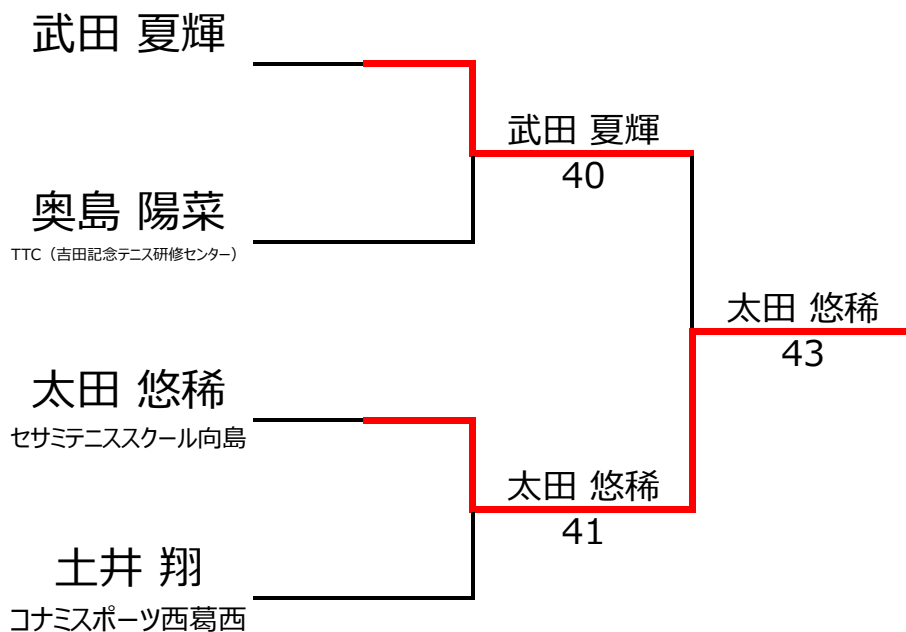 武田 夏輝
武田 夏輝
40
奥島 陽菜
TTC（吉田記念テニス研修センター）
太田 悠稀
43
太田 悠稀
セサミテニススクール向島
太田 悠稀
41
土井 翔
コナミスポーツ西葛西